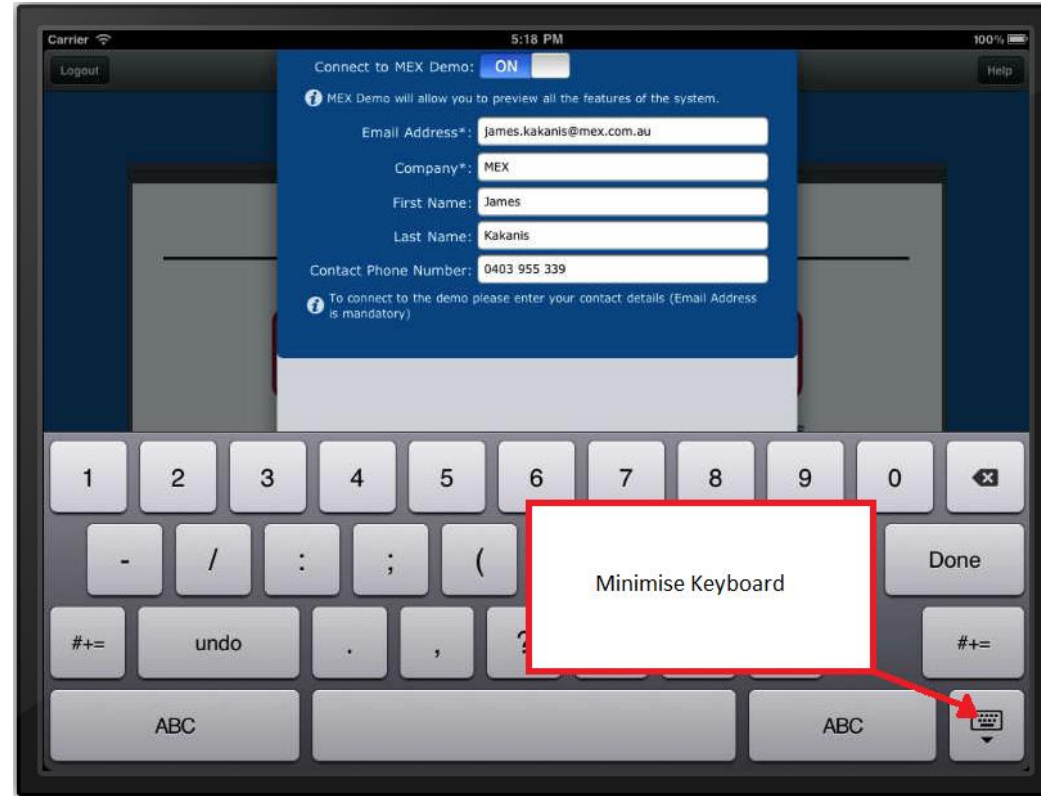 Carrier 5:18 PM 100%
Logout Help
Connect to MEX Demo: ON
MEX Demo will allow you to preview all the features of the system.
Email Address*: james.kakanis@mex.com.au
Company*: MEX
First Name: James
Last Name: Kakanis
Contact Phone Number: 0403 955 339
To connect to the demo please enter your contact details (Email Address
is mandatory)
1 2 3 4 5 6 7 8 9 0
- / : ; ( Done
Minimise Keyboard
#+= undo . , ? #+=
ABC ABC